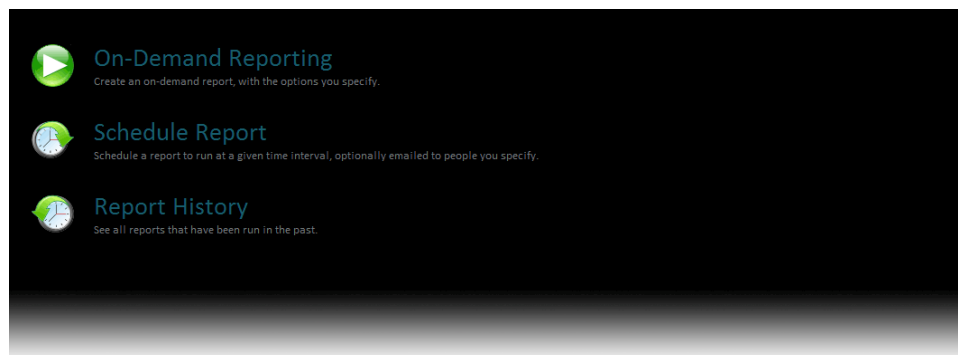 On-Demand Reporting
Create an on-demand report, with the options you specify.
Schedule Report
Schedule a report to run at a given time interval, optionally emailed to people you specify.
Report History
See all reports that have been run in the past.